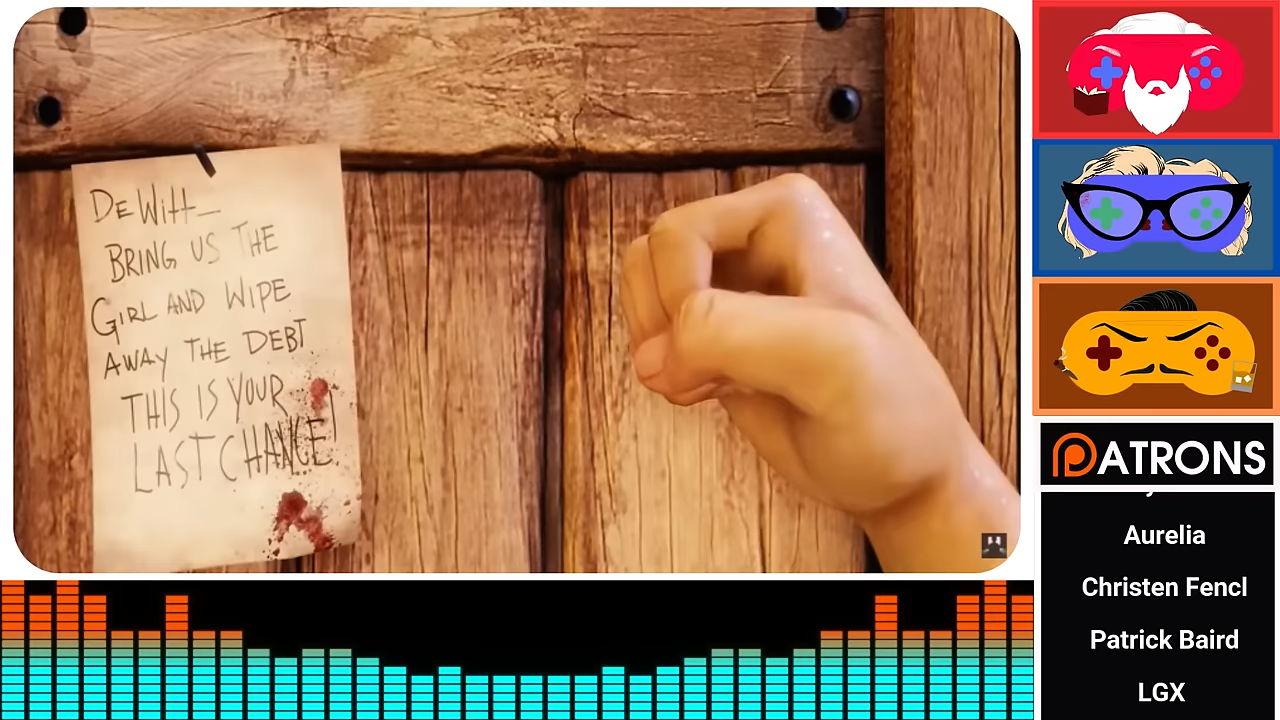 DEWitt—
BRING US THE
GIRL AND WIPE
AWAY THE DEBT
THIS IS YOUR
LAST CHANCE!
PATRONS
Aurelia
Christen Fencl
Patrick Baird
LGX